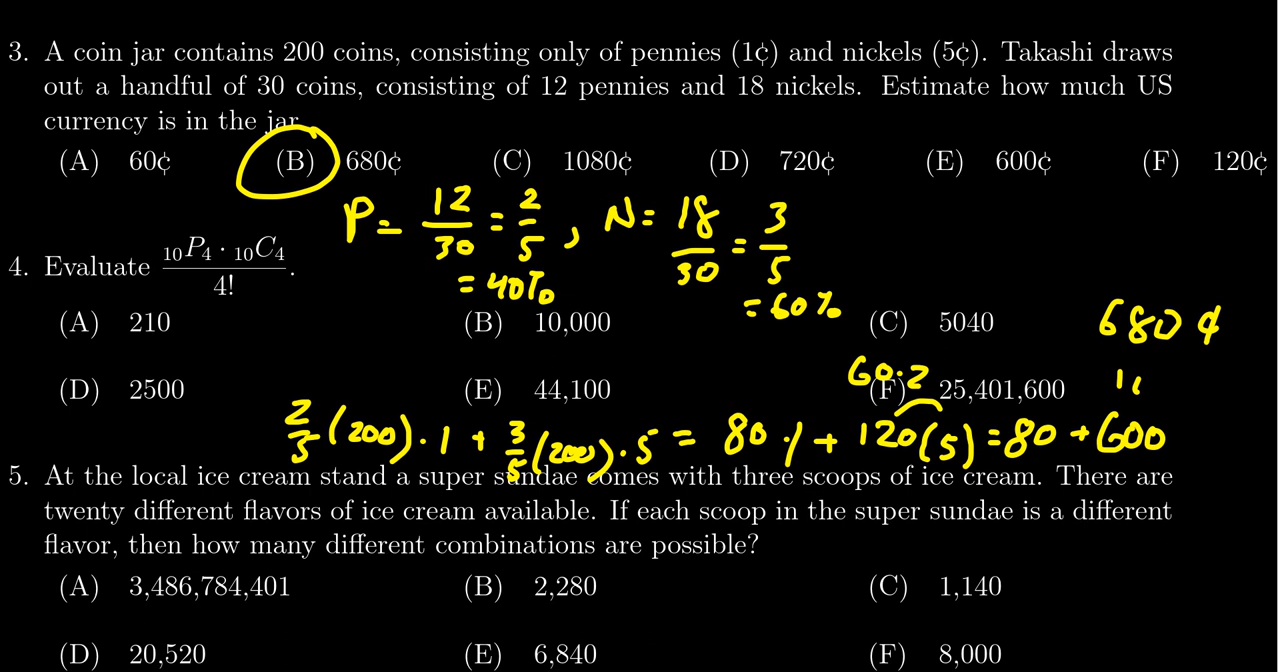 3. A coin jar contains 200 coins, consisting only of pennies (1¢) and nickels (5¢). Takashi draws
out a handful of 30 coins, consisting of 12 pennies and 18 nickels. Estimate how much US
currency is in the jar.
(A) 60¢ (B) 680¢ (C) 1080¢ (D) 720¢ (E) 600¢ (F) 120¢
P = 12/30 = 2/5 , N = 18/30 = 3/5
= 40% = 60%
4. Evaluate ₁₀P₄ · ₁₀C₄ / 4!.
(A) 210 (B) 10,000 (C) 5040
680 ¢
60·2
(D) 2500 (E) 44,100 (F) 25,401,600
"
2/5 (200) · 1 + 3/5 (200) · 5 = 80 · 1 + 120 (5) = 80 + 600
5. At the local ice cream stand a super sundae comes with three scoops of ice cream. There are
twenty different flavors of ice cream available. If each scoop in the super sundae is a different
flavor, then how many different combinations are possible?
(A) 3,486,784,401 (B) 2,280 (C) 1,140
(D) 20,520 (E) 6,840 (F) 8,000